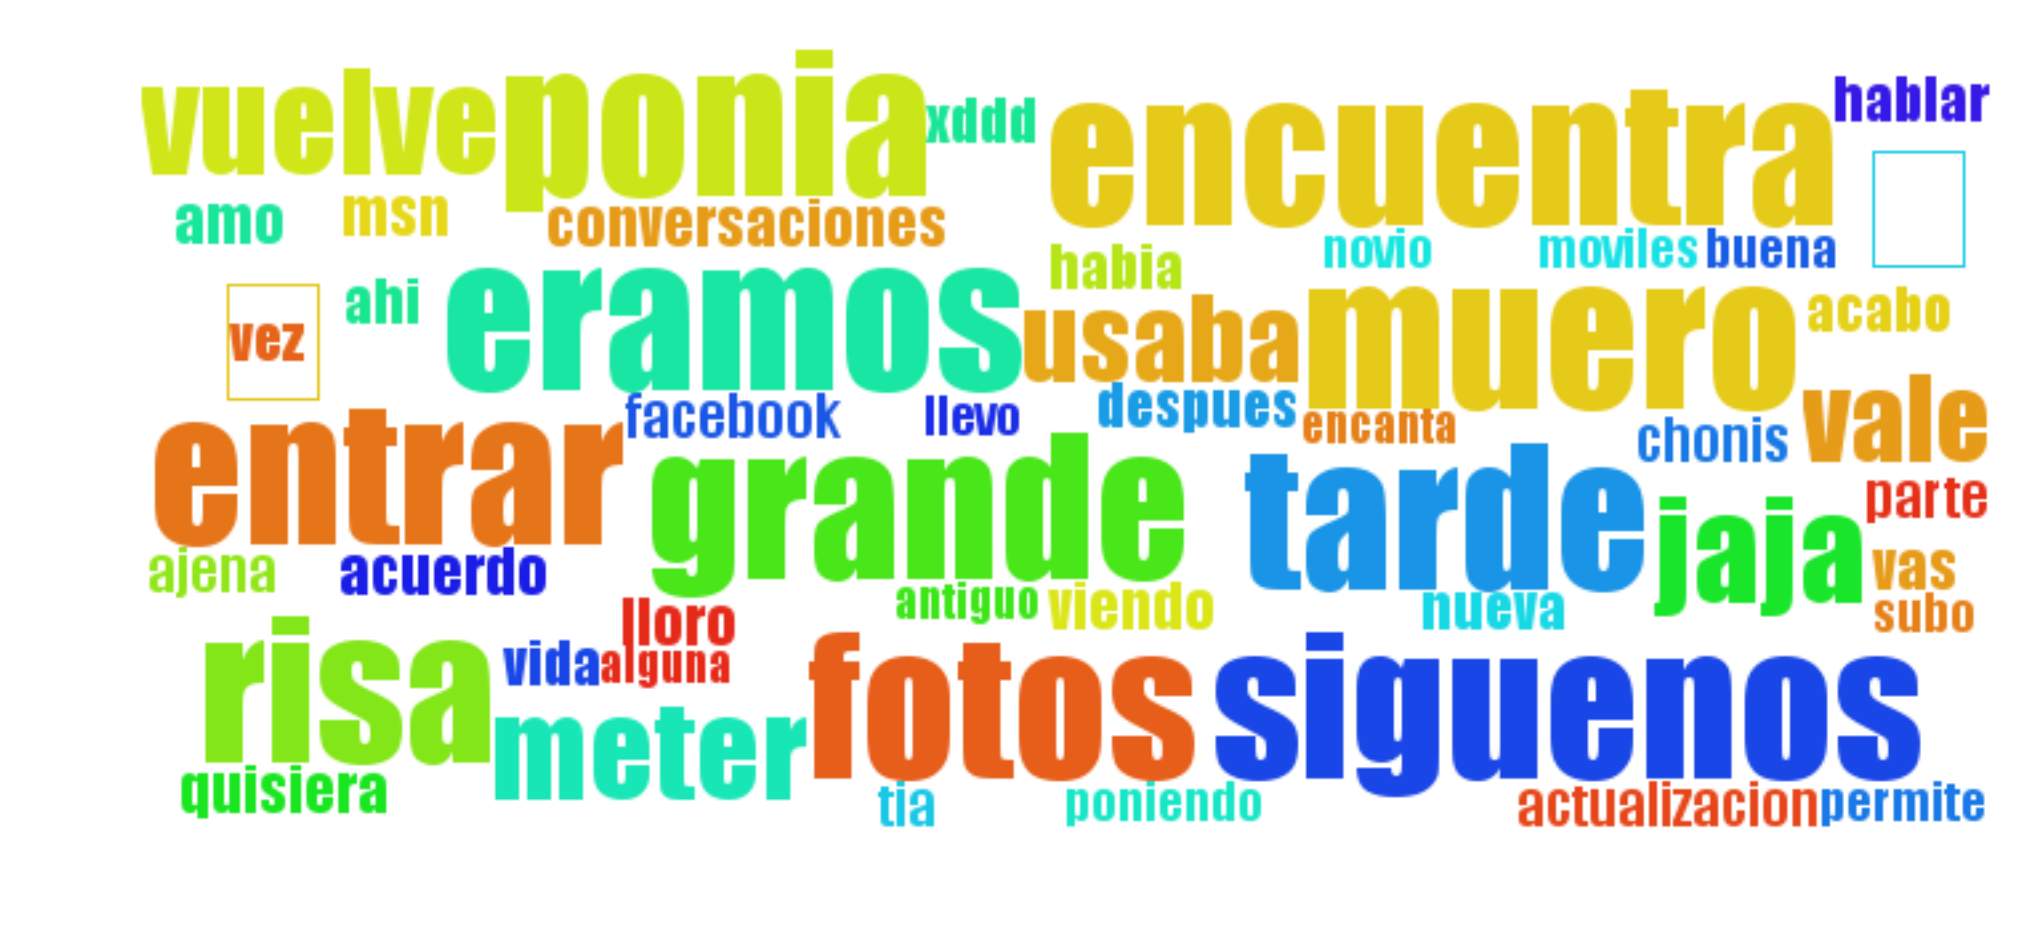 vuelve ponia xddd encuentra hablar
amo msn conversaciones habia novio moviles buena
vez ahi eramos usaba muero acabo
facebook llevo despues encanta chonis vale
entrar grande tarde jaja parte
ajena acuerdo antiguo viendo nueva vas
subo
lloro
risa vida alguna fotos siguenos
meter
quisiera tia poniendo actualizacion permite